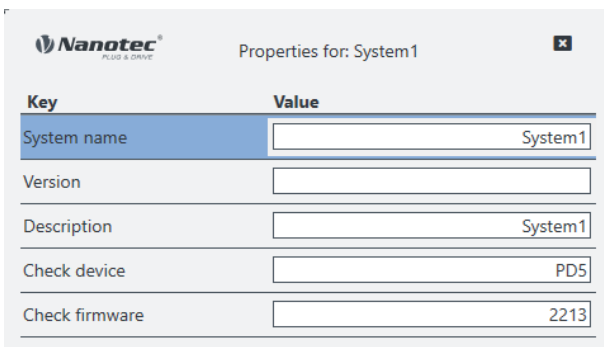 Nanotec®
PLUG & DRIVE
Properties for: System1
Key Value
System name System1
Version
Description System1
Check device PD5
Check firmware 2213